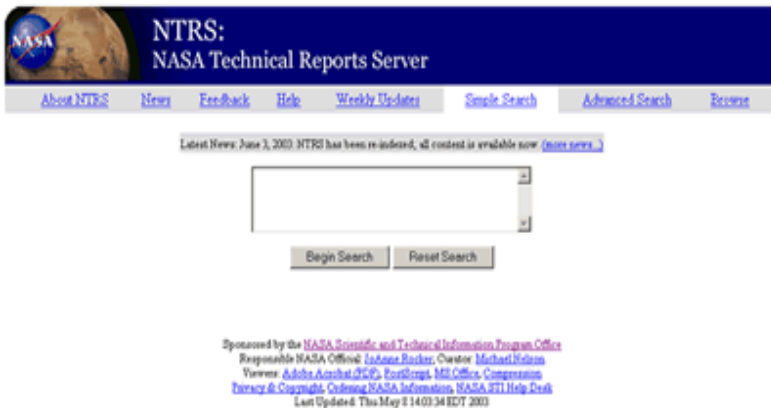 NASA
NTRS:
NASA Technical Reports Server
About NTRS News Feedback Help Weekly Updates Simple Search Advanced Search Browse
Latest News: June 3, 2003: NTRS has been re-indexed, all content is available now. (more news...)
Begin Search Reset Search
Sponsored by the NASA Scientific and Technical Information Program Office
Responsible NASA Official: JoAnne Rocker, Curator: Michael Nelson
Viewers: Adobe Acrobat (PDF), PostScript, MS Office, Compression
Privacy & Copyright, Ordering NASA Information, NASA STI Help Desk
Last Updated: Thu May 8 14:03:34 EDT 2003